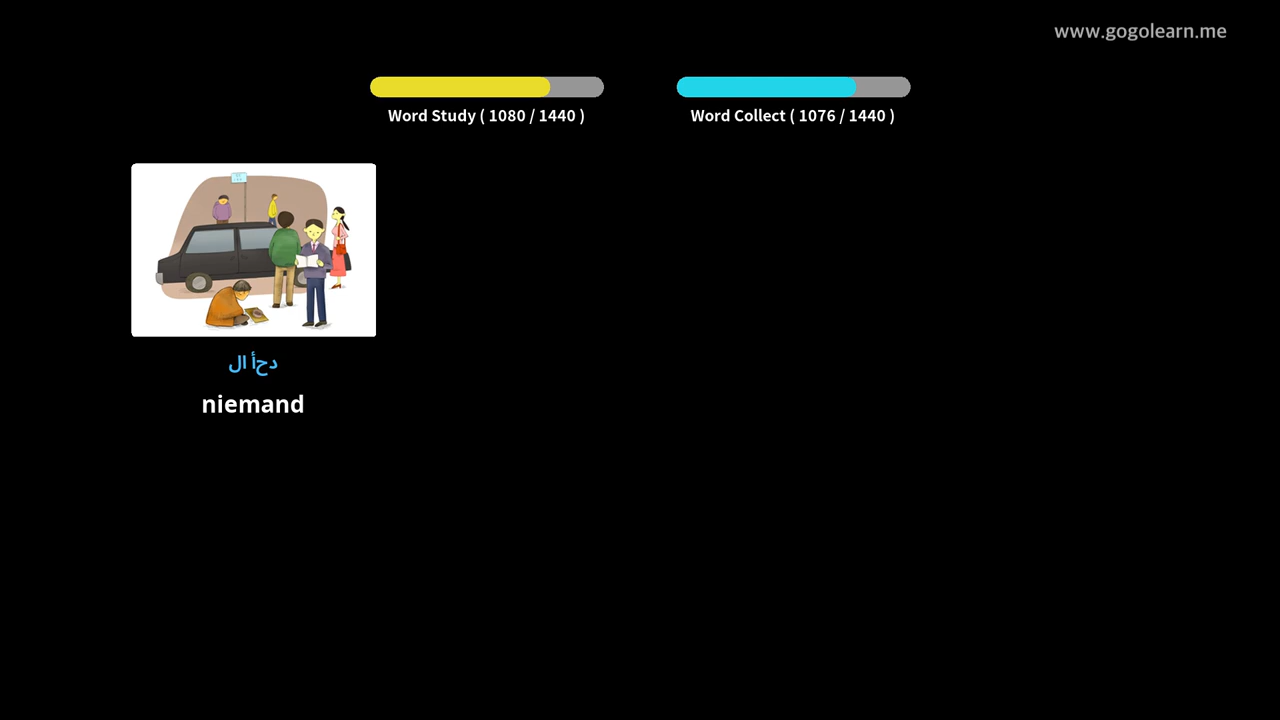 www.gogolearn.me
Word Study ( 1080 / 1440 )
Word Collect ( 1076 / 1440 )
دحأ ال
niemand